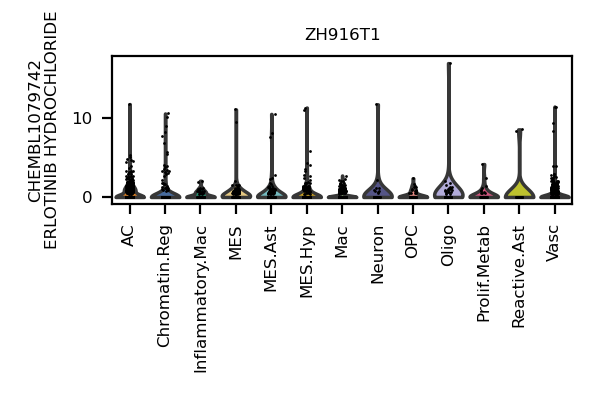 ZH916T1
CHEMBL1079742
ERLOTINIB HYDROCHLORIDE
10
0
AC
Chromatin.Reg
Inflammatory.Mac
MES
MES.Ast
MES.Hyp
Mac
Neuron
OPC
Oligo
Prolif.Metab
Reactive.Ast
Vasc